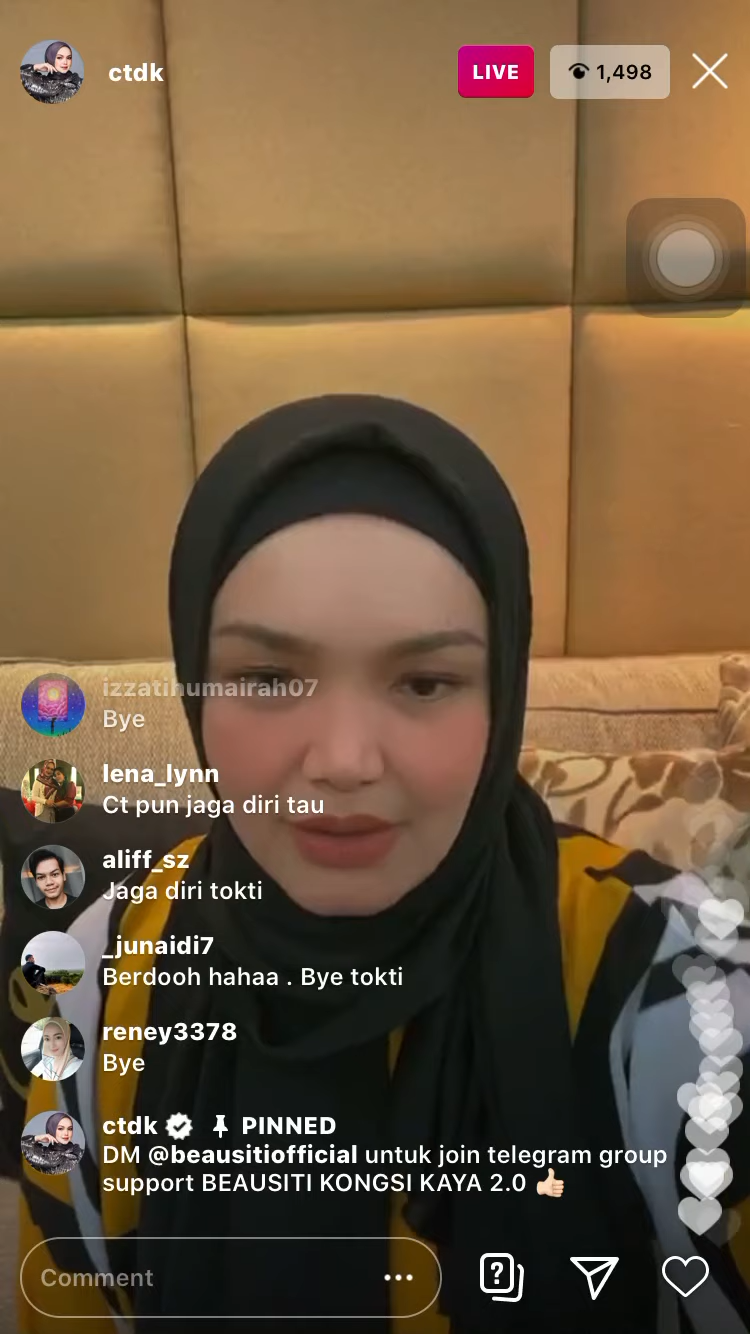 ctdk
LIVE
1,498
izzatihumairah07
Bye
lena_lynn
Ct pun jaga diri tau
aliff_sz
Jaga diri tokti
_junaidi7
Berdooh hahaa . Bye tokti
reney3378
Bye
ctdk PINNED
DM @beausitiofficial untuk join telegram group
support BEAUSITI KONGSI KAYA 2.0 👍🏻
Comment